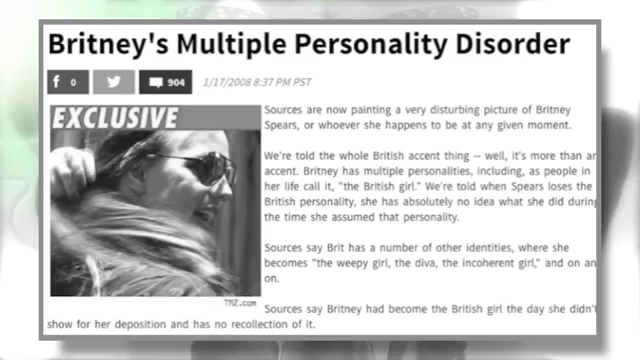 Britney's Multiple Personality Disorder
0 904 1/17/2008 8:37 PM PST
EXCLUSIVE
Sources are now painting a very disturbing picture of Britney
Spears, or whoever she happens to be at any given moment.
We're told the whole British accent thing -- well, it's more than an
accent. Britney has multiple personalities, including, as people in
her life call it, "the British girl." We're told when Spears loses the
British personality, she has absolutely no idea what she did during
the time she assumed that personality.
Sources say Brit has a number of other identities, where she
becomes "the weepy girl, the diva, the incoherent girl," and on an
on.
TMZ.com
Sources say Britney had become the British girl the day she didn't
show for her deposition and has no recollection of it.